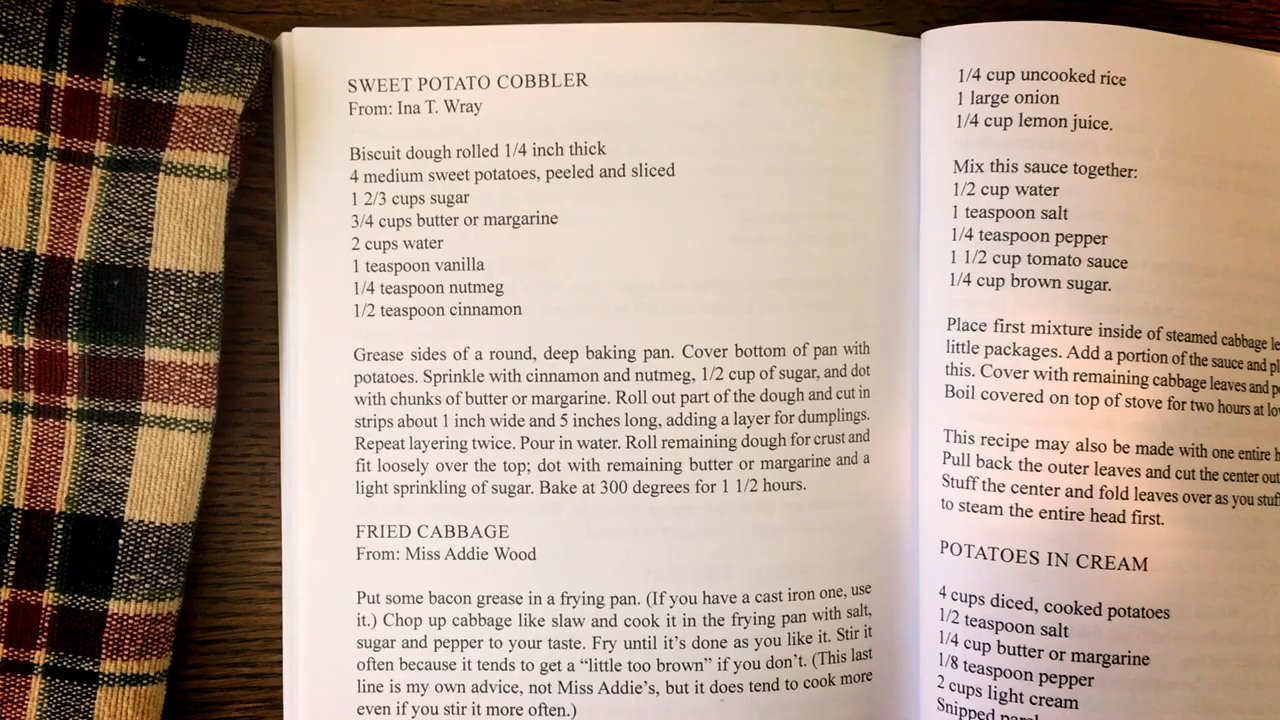 SWEET POTATO COBBLER
From: Ina T. Wray
Biscuit dough rolled 1/4 inch thick
4 medium sweet potatoes, peeled and sliced
1 2/3 cups sugar
3/4 cups butter or margarine
2 cups water
1 teaspoon vanilla
1/4 teaspoon nutmeg
1/2 teaspoon cinnamon
Grease sides of a round, deep baking pan. Cover bottom of pan with
potatoes. Sprinkle with cinnamon and nutmeg, 1/2 cup of sugar, and dot
with chunks of butter or margarine. Roll out part of the dough and cut in
strips about 1 inch wide and 5 inches long, adding a layer for dumplings.
Repeat layering twice. Pour in water. Roll remaining dough for crust and
fit loosely over the top; dot with remaining butter or margarine and a
light sprinkling of sugar. Bake at 300 degrees for 1 1/2 hours.
FRIED CABBAGE
From: Miss Addie Wood
Put some bacon grease in a frying pan. (If you have a cast iron one, use
it.) Chop up cabbage like slaw and cook it in the frying pan with salt,
sugar and pepper to your taste. Fry until it's done as you like it. Stir it
often because it tends to get a “little too brown” if you don't. (This last
line is my own advice, not Miss Addie's, but it does tend to cook more
even if you stir it more often.)
1/4 cup uncooked rice
1 large onion
1/4 cup lemon juice.
Mix this sauce together:
1/2 cup water
1 teaspoon salt
1/4 teaspoon pepper
1 1/2 cup tomato sauce
1/4 cup brown sugar.
Place first mixture inside of steamed cabbage
little packages. Add a portion of the sauce and
this. Cover with remaining cabbage leaves and
Boil covered on top of stove for two hours at
This recipe may also be made with one entire
Pull back the outer leaves and cut the center out
Stuff the center and fold leaves over as you
to steam the entire head first.
POTATOES IN CREAM
4 cups diced, cooked potatoes
1/2 teaspoon salt
1/4 cup butter or margarine
1/8 teaspoon pepper
2 cups light cream
Snipped